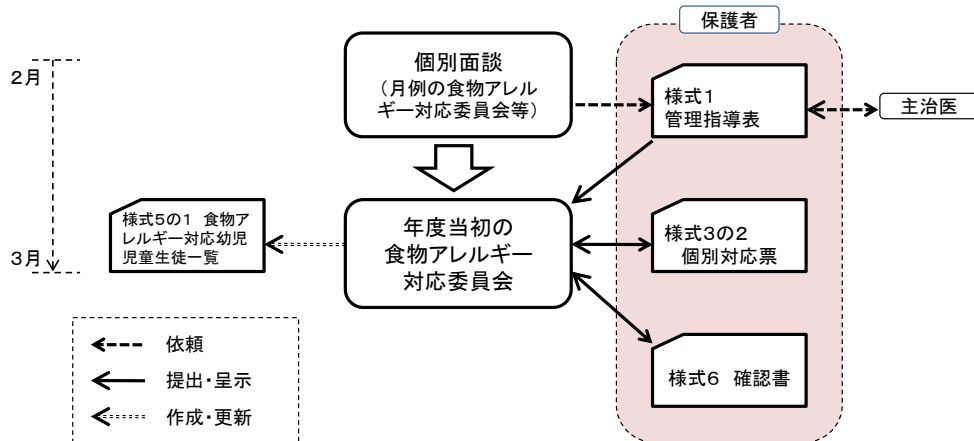 保護者
2月
個別面談
(月例の食物アレル
ギー対応委員会等)
様式1
管理指導表
主治医
様式5の1 食物ア
レルギー対応幼児
児童生徒一覧
3月
年度当初の
食物アレルギー
対応委員会
様式3の2
個別対応票
様式6 確認書
依頼
提出・呈示
作成・更新